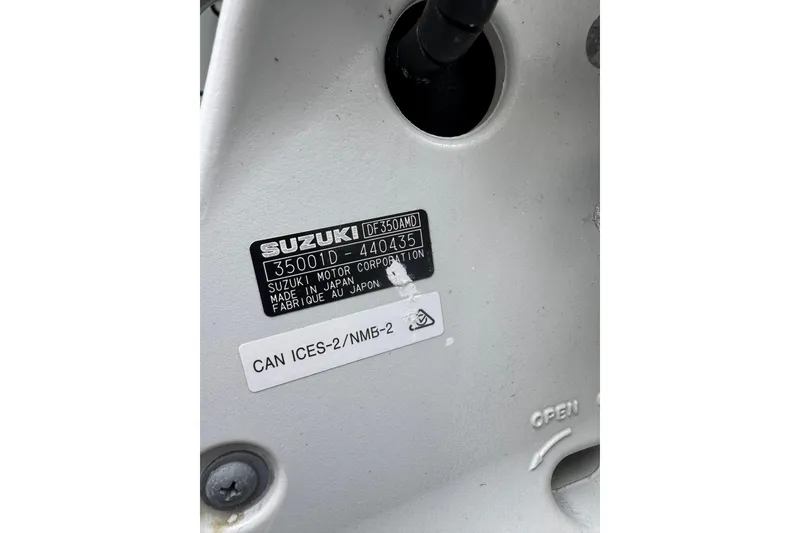 SUZUKI DF350AMD
35001D-440435
SUZUKI MOTOR CORPORATION
MADE IN JAPAN
FABRIQUE AU JAPON
CAN ICES-2/NMB-2
OPEN